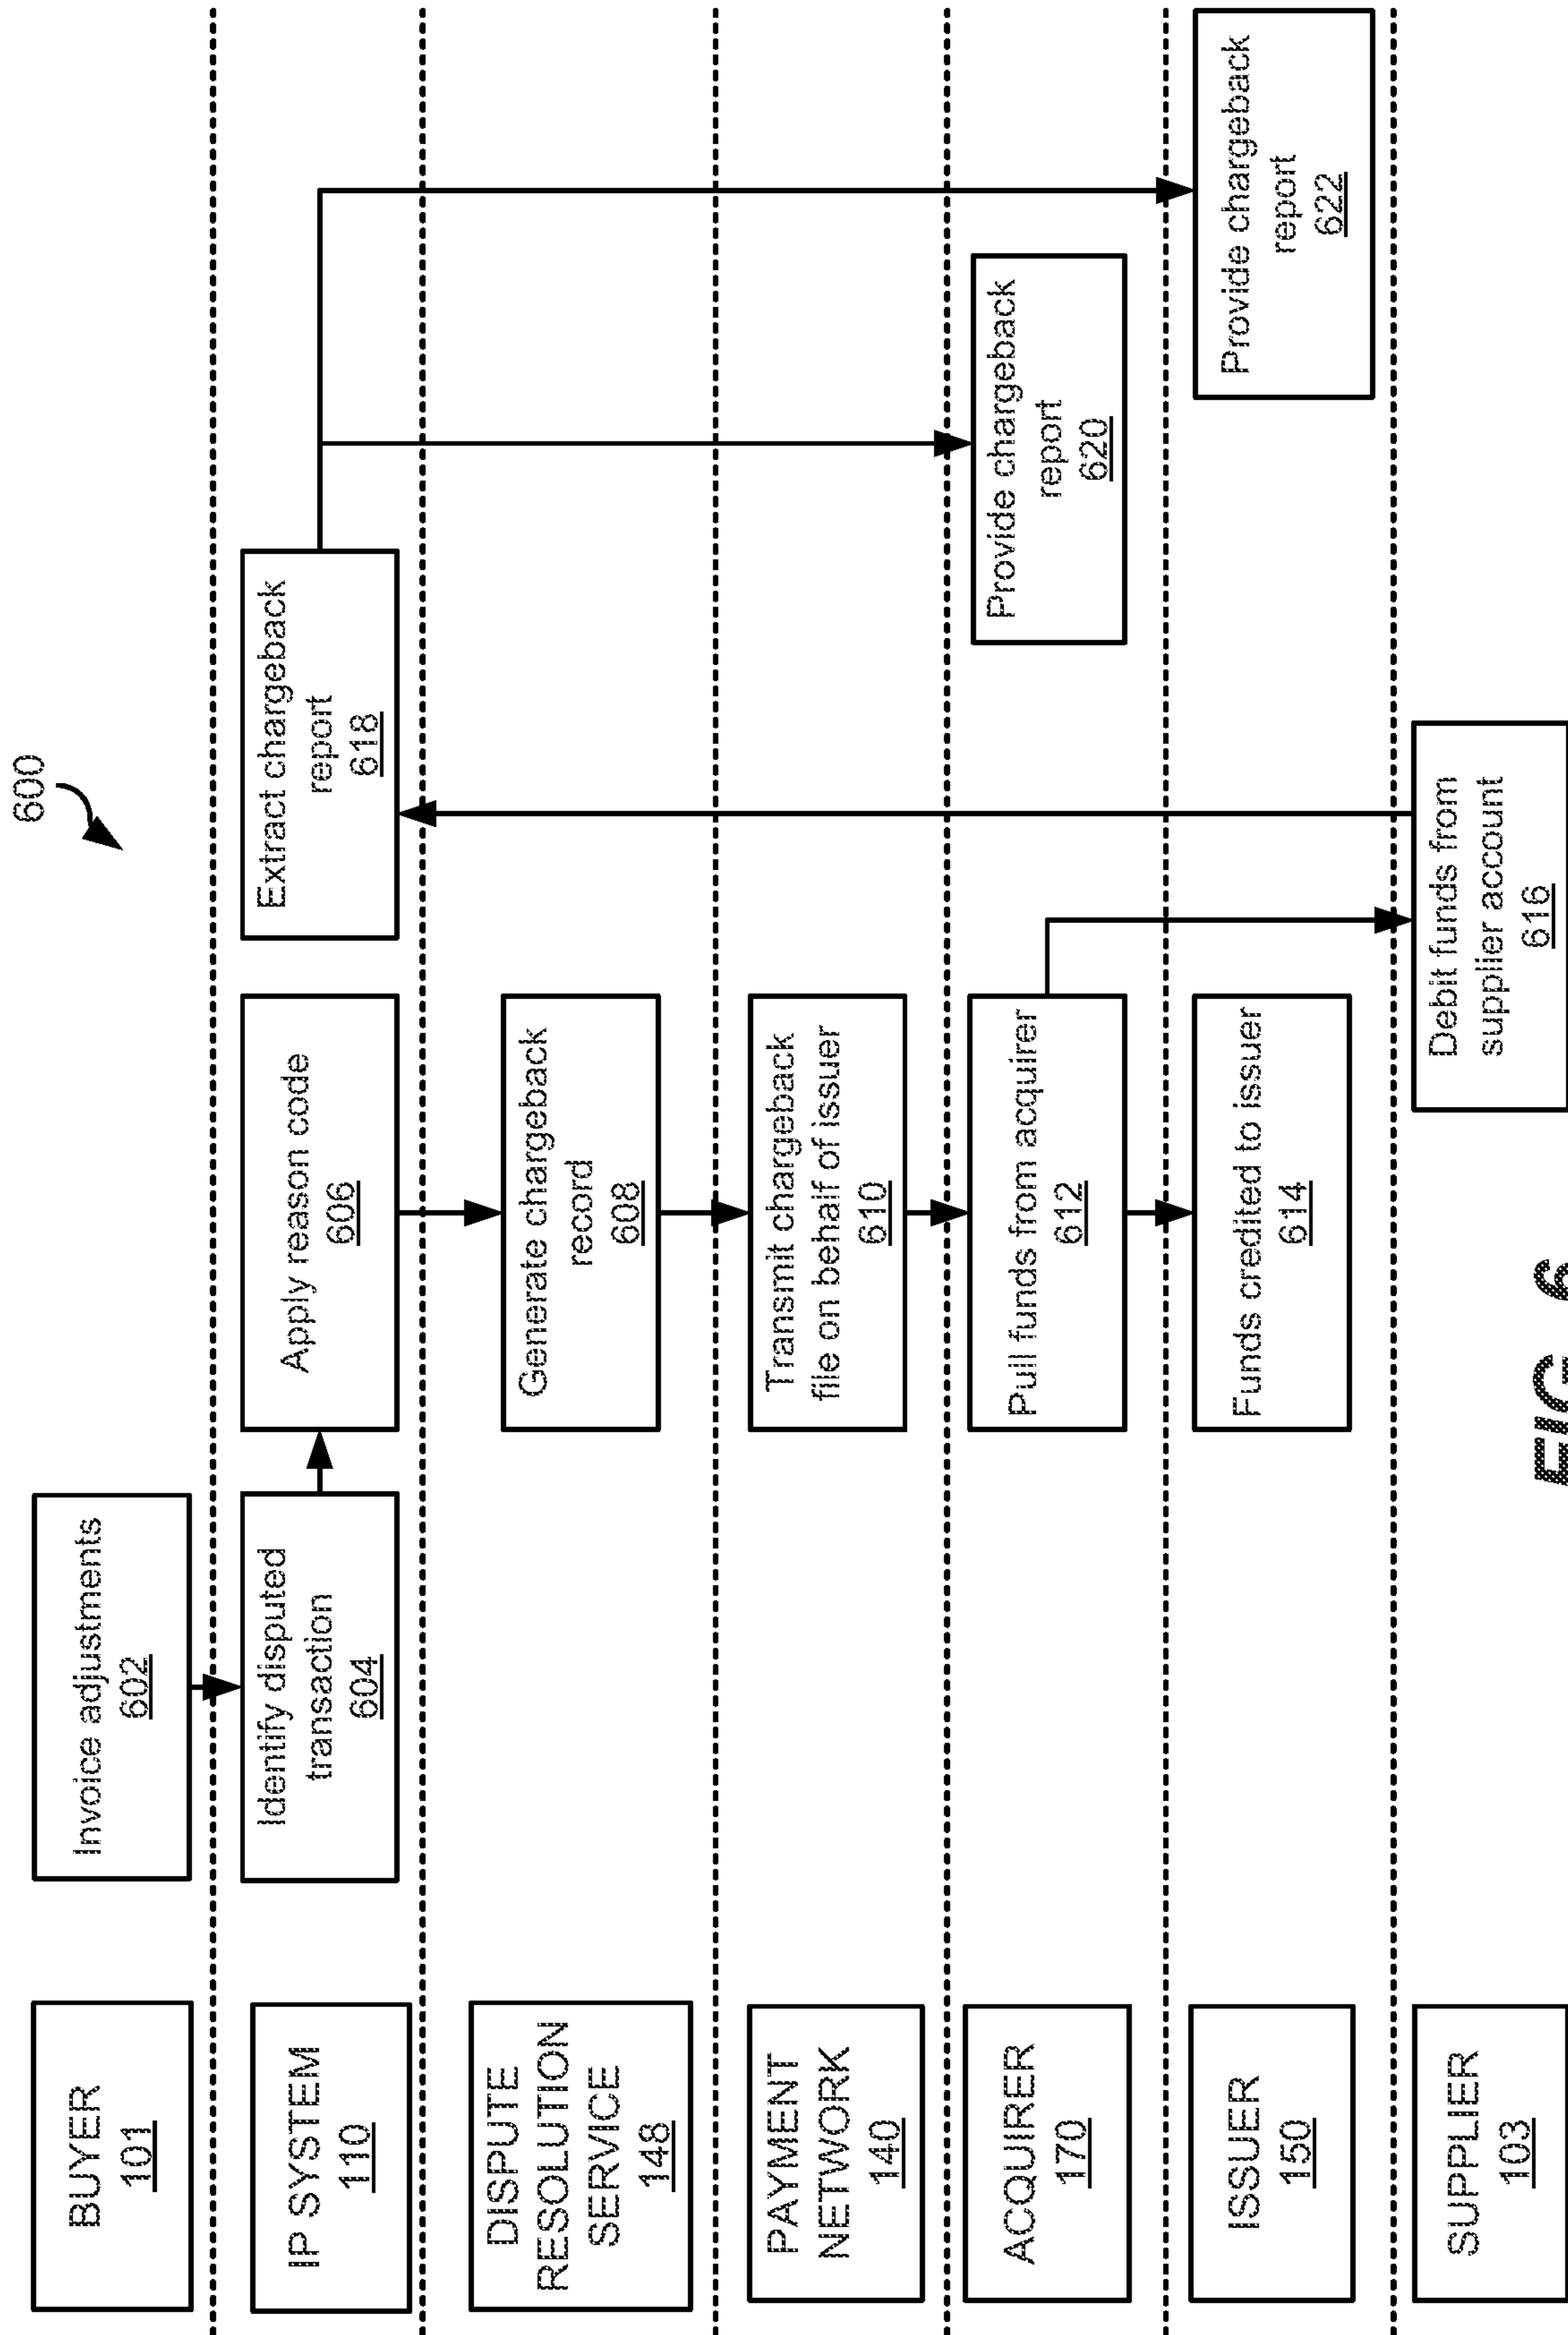 600
BUYER
101
Invoice adjustments
602
IP SYSTEM
110
Identify disputed
transaction
604
Apply reason code
606
Extract chargeback
report
618
DISPUTE
RESOLUTION
SERVICE
148
Generate chargeback
record
608
PAYMENT
NETWORK
140
Transmit chargeback
file on behalf of issuer
610
ACQUIRER
170
Pull funds from acquirer
612
Provide chargeback
report
620
ISSUER
150
Funds credited to issuer
614
Provide chargeback
report
622
SUPPLIER
103
Debit funds from
supplier account
616
FIG. 6